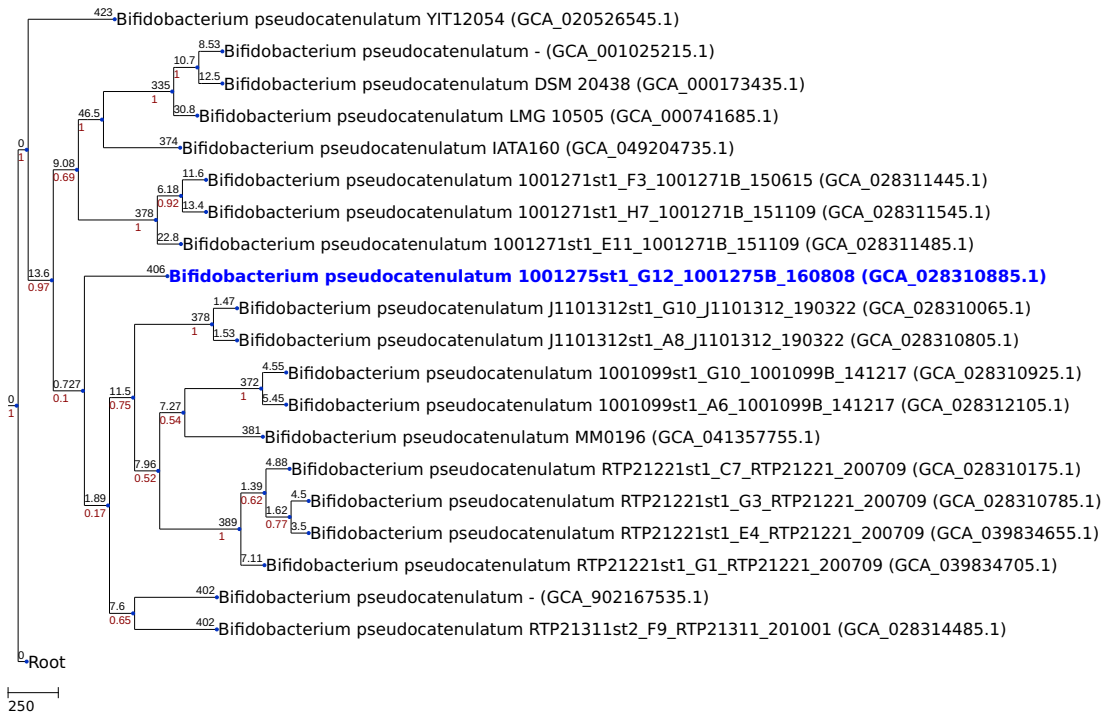 423 Bifidobacterium pseudocatenulatum YIT12054 (GCA_020526545.1)
8.53 Bifidobacterium pseudocatenulatum - (GCA_001025215.1)
10.7
1
12.5 Bifidobacterium pseudocatenulatum DSM 20438 (GCA_000173435.1)
335
1
30.8 Bifidobacterium pseudocatenulatum LMG 10505 (GCA_000741685.1)
46.5
1
374 Bifidobacterium pseudocatenulatum IATA160 (GCA_049204735.1)
0
1
9.08
0.69
11.6 Bifidobacterium pseudocatenulatum 1001271st1_F3_1001271B_150615 (GCA_028311445.1)
6.18
0.92
13.4 Bifidobacterium pseudocatenulatum 1001271st1_H7_1001271B_151109 (GCA_028311545.1)
378
1
22.8 Bifidobacterium pseudocatenulatum 1001271st1_E11_1001271B_151109 (GCA_028311485.1)
13.6
0.97
406 Bifidobacterium pseudocatenulatum 1001275st1_G12_1001275B_160808 (GCA_028310885.1)
1.47 Bifidobacterium pseudocatenulatum J1101312st1_G10_J1101312_190322 (GCA_028310065.1)
378
1
1.53 Bifidobacterium pseudocatenulatum J1101312st1_A8_J1101312_190322 (GCA_028310805.1)
4.55 Bifidobacterium pseudocatenulatum 1001099st1_G10_1001099B_141217 (GCA_028310925.1)
0.727
0.1
11.5
0.75
372
1
5.45 Bifidobacterium pseudocatenulatum 1001099st1_A6_1001099B_141217 (GCA_028312105.1)
0
1
7.27
0.54
381 Bifidobacterium pseudocatenulatum MM0196 (GCA_041357755.1)
7.96
0.52
4.88 Bifidobacterium pseudocatenulatum RTP21221st1_C7_RTP21221_200709 (GCA_028310175.1)
1.39
0.62
4.5 Bifidobacterium pseudocatenulatum RTP21221st1_G3_RTP21221_200709 (GCA_028310785.1)
1.89
0.17
1.62
0.77
3.5 Bifidobacterium pseudocatenulatum RTP21221st1_E4_RTP21221_200709 (GCA_039834655.1)
389
1
7.11 Bifidobacterium pseudocatenulatum RTP21221st1_G1_RTP21221_200709 (GCA_039834705.1)
402 Bifidobacterium pseudocatenulatum - (GCA_902167535.1)
7.6
0.65
402 Bifidobacterium pseudocatenulatum RTP21311st2_F9_RTP21311_201001 (GCA_028314485.1)
0 Root
250